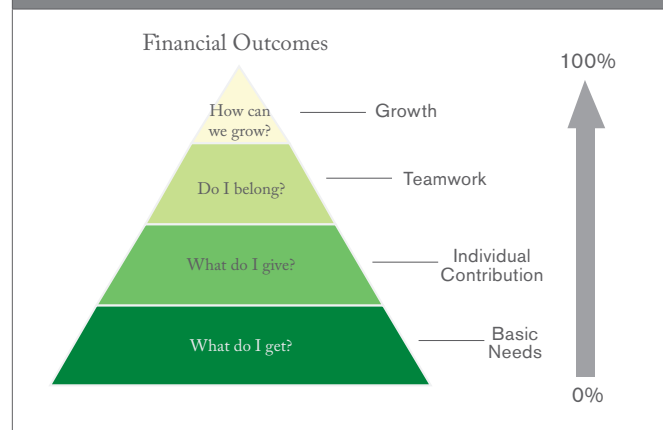 Financial Outcomes
100%
How can
we grow?
Growth
Do I belong?
Teamwork
What do I give?
Individual
Contribution
What do I get?
Basic
Needs
0%